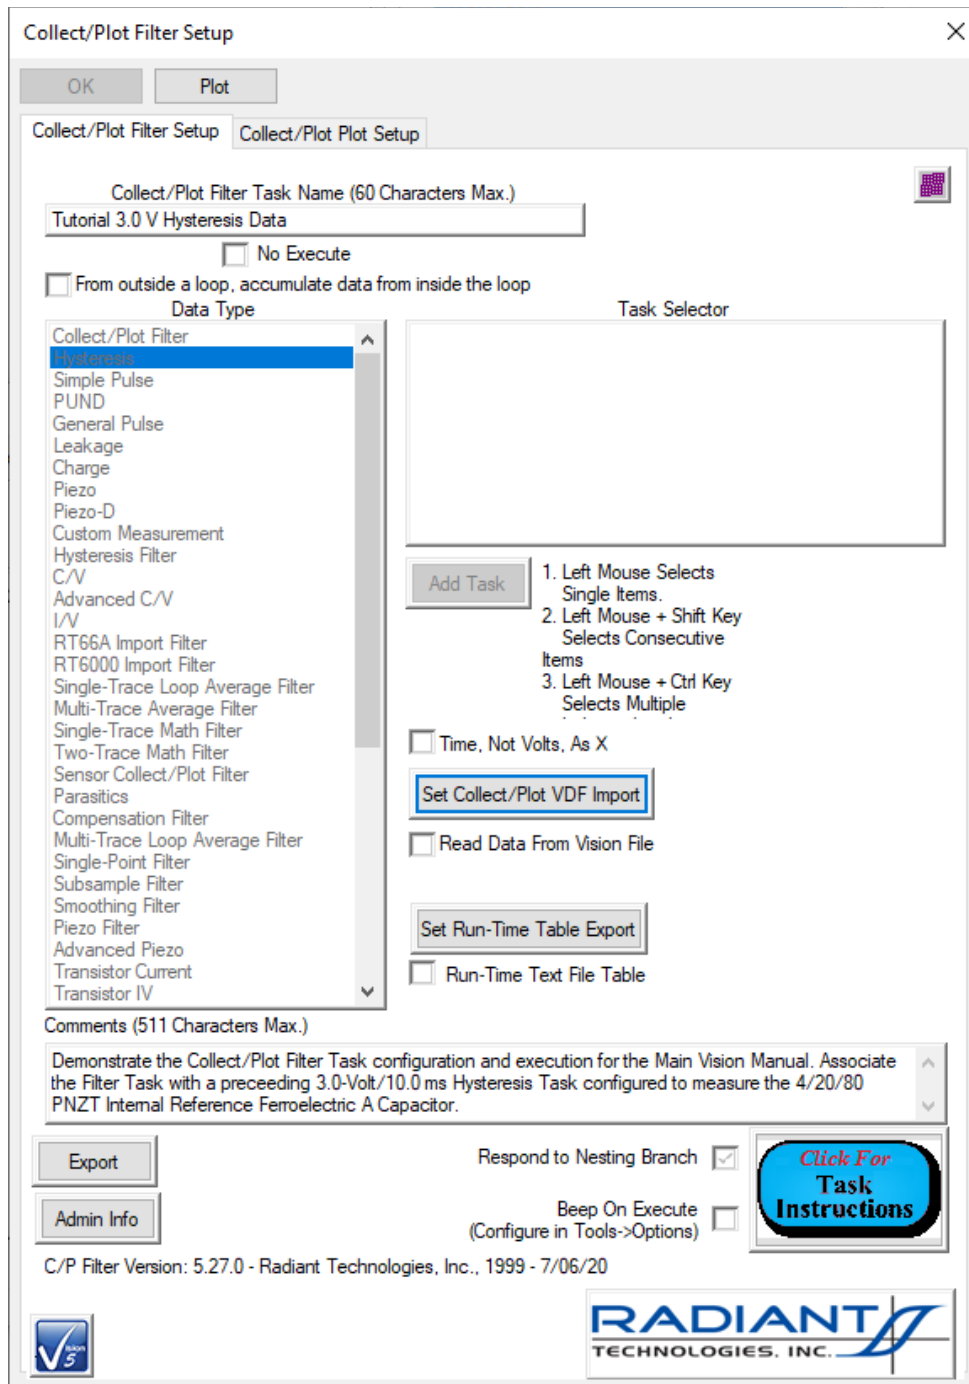 Collect/Plot Filter Setup
OK
Plot
Collect/Plot Filter Setup
Collect/Plot Plot Setup
Collect/Plot Filter Task Name (60 Characters Max.)
Tutorial 3.0 V Hysteresis Data
No Execute
From outside a loop, accumulate data from inside the loop
Data Type
Collect/Plot Filter
Hysteresis
Simple Pulse
PUND
General Pulse
Leakage
Charge
Piezo
Piezo-D
Custom Measurement
Hysteresis Filter
C/V
Advanced C/V
I/V
RT66A Import Filter
RT6000 Import Filter
Single-Trace Loop Average Filter
Multi-Trace Average Filter
Single-Trace Math Filter
Two-Trace Math Filter
Sensor Collect/Plot Filter
Parasitics
Compensation Filter
Multi-Trace Loop Average Filter
Single-Point Filter
Subsample Filter
Smoothing Filter
Piezo Filter
Advanced Piezo
Transistor Current
Transistor IV
Task Selector
Add Task
1. Left Mouse Selects
Single Items.
2. Left Mouse + Shift Key
Selects Consecutive
Items
3. Left Mouse + Ctrl Key
Selects Multiple
Time, Not Volts, As X
Set Collect/Plot VDF Import
Read Data From Vision File
Set Run-Time Table Export
Run-Time Text File Table
Comments (511 Characters Max.)
Demonstrate the Collect/Plot Filter Task configuration and execution for the Main Vision Manual. Associate
the Filter Task with a preceeding 3.0-Volt/10.0 ms Hysteresis Task configured to measure the 4/20/80
PNZT Internal Reference Ferroelectric A Capacitor.
Export
Admin Info
Respond to Nesting Branch
Beep On Execute
(Configure in Tools->Options)
Click For
Task
Instructions
C/P Filter Version: 5.27.0 - Radiant Technologies, Inc., 1999 - 7/06/20
Vision
5
RADIANT
TECHNOLOGIES, INC.